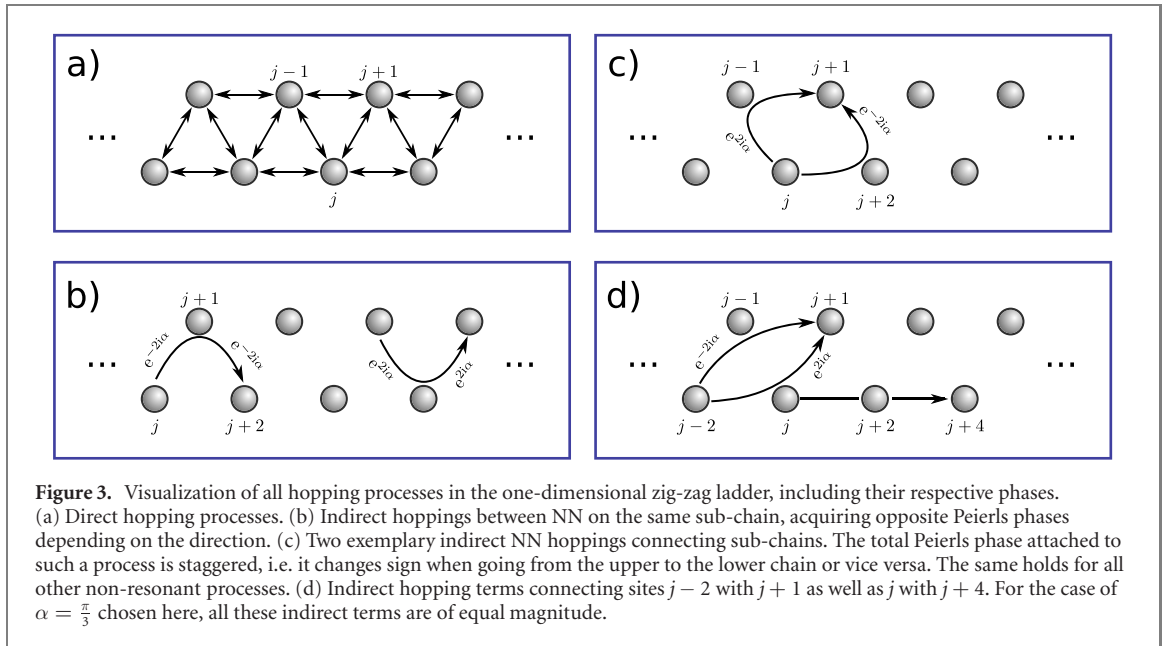 a)
j − 1
j + 1
...
...
j
c)
j − 1
j + 1
...
e^{2iα}
e^{−2iα}
...
j
j + 2
b)
j + 1
...
e^{−2iα}
e^{−2iα}
e^{2iα}
e^{2iα}
...
j
j + 2
d)
j − 1
j + 1
...
e^{−2iα}
e^{2iα}
...
j − 2
j
j + 2
j + 4
Figure 3. Visualization of all hopping processes in the one-dimensional zig-zag ladder, including their respective phases.
(a) Direct hopping processes. (b) Indirect hoppings between NN on the same sub-chain, acquiring opposite Peierls phases
depending on the direction. (c) Two exemplary indirect NN hoppings connecting sub-chains. The total Peierls phase attached to
such a process is staggered, i.e. it changes sign when going from the upper to the lower chain or vice versa. The same holds for all
other non-resonant processes. (d) Indirect hopping terms connecting sites j − 2 with j + 1 as well as j with j + 4. For the case of
α = π/3 chosen here, all these indirect terms are of equal magnitude.